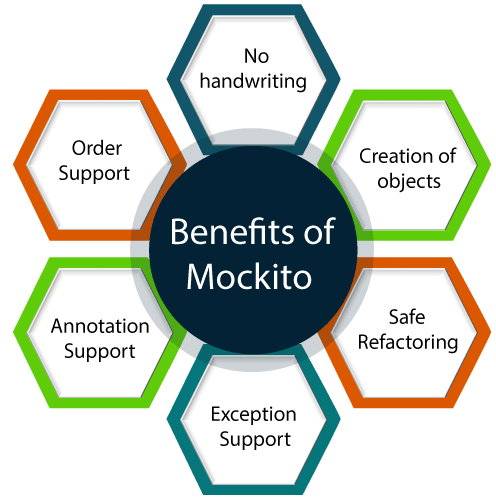 No
handwriting
Creation of
objects
Safe
Refactoring
Exception
Support
Annotation
Support
Order
Support
Benefits of
Mockito